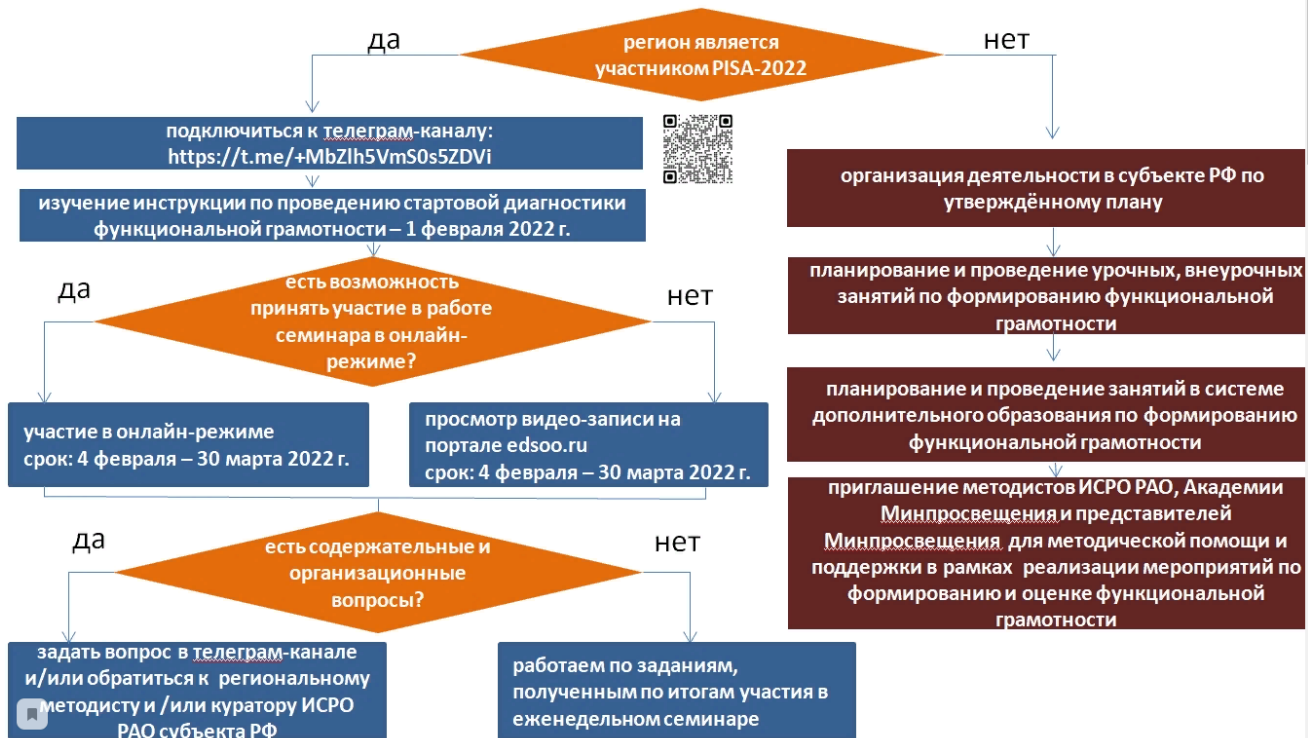 да
регион является
участником PISA-2022
нет
подключиться к телеграм-каналу:
https://t.me/+MbZlh5VmS0s5ZDVi
изучение инструкции по проведению стартовой диагностики
функциональной грамотности – 1 февраля 2022 г.
да
есть возможность
принять участие в работе
семинара в онлайн-
режиме?
нет
участие в онлайн-режиме
срок: 4 февраля – 30 марта 2022 г.
просмотр видео-записи на
портале edsoo.ru
срок: 4 февраля – 30 марта 2022 г.
да
есть содержательные и
организационные
вопросы?
нет
задать вопрос в телеграм-канале
и/или обратиться к региональному
методисту и /или куратору ИСРО
РАО субъекта РФ
работаем по заданиям,
полученным по итогам участия в
еженедельном семинаре
организация деятельности в субъекте РФ по
утверждённому плану
планирование и проведение урочных, внеурочных
занятий по формированию функциональной
грамотности
планирование и проведение занятий в системе
дополнительного образования по формированию
функциональной грамотности
приглашение методистов ИСРО РАО, Академии
Минпросвещения и представителей
Минпросвещения для методической помощи и
поддержки в рамках реализации мероприятий по
формированию и оценке функциональной
грамотности